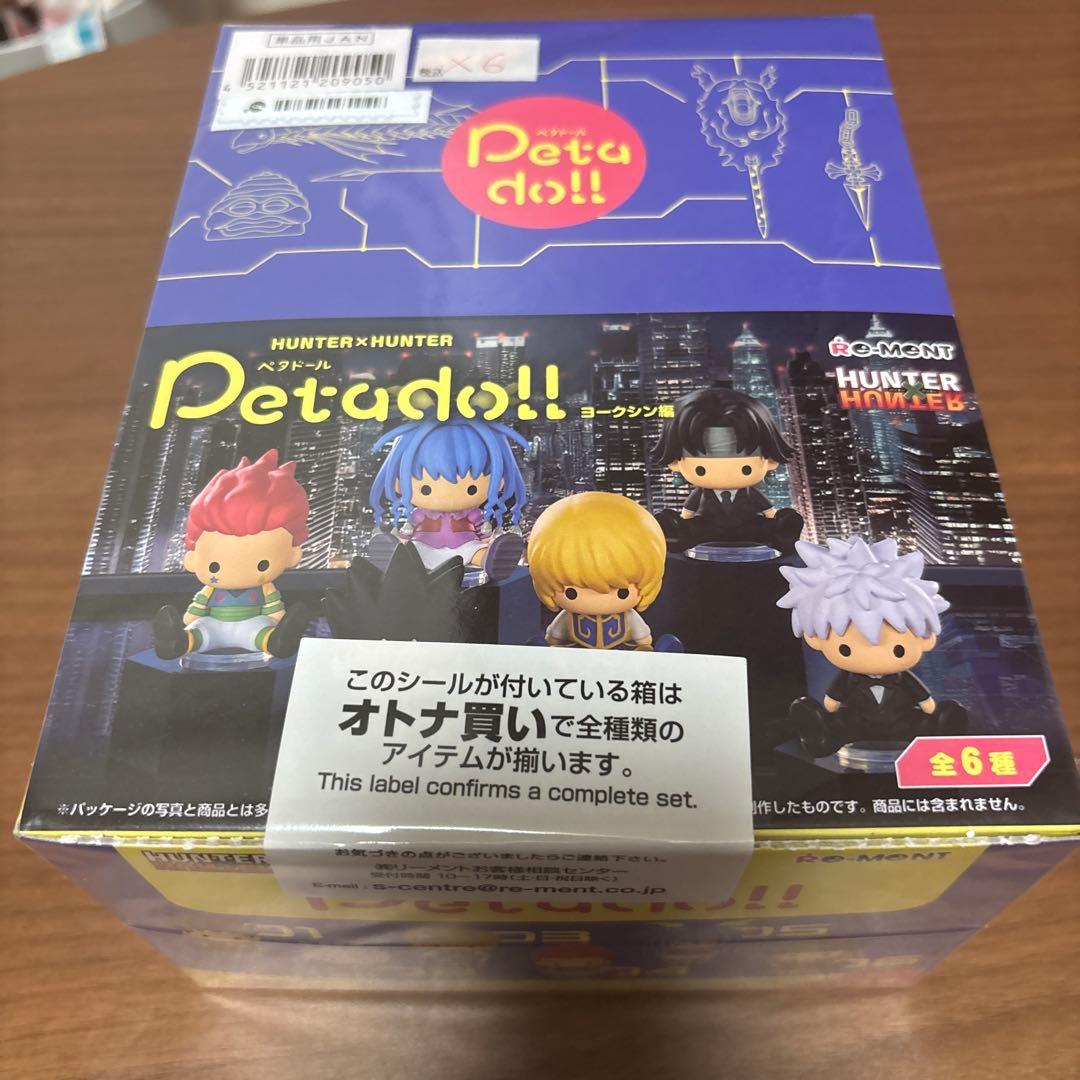 単品用JAN
4 521121 209050
税込 ×6
ペタドール
Petu
do!!
HUNTER×HUNTER
ペタドール
Petudo!!
ヨークシン編
Re-MENT
HUNTER
HUNTER
このシールが付いている箱は
オトナ買いで全種類の
アイテムが揃います。
This label confirms a complete set.
全6種
※パッケージの写真と商品とは多
制作したものです。商品には含まれません。
お気づきの点がございましたらご連絡下さい。
㈱リーメントお客様相談センター
受付時間 10〜17時(土・日・祝日除く)
E-mail : s-centre@re-ment.co.jp
HUNTER
Re-MENT
Petudo!!
01
03
05